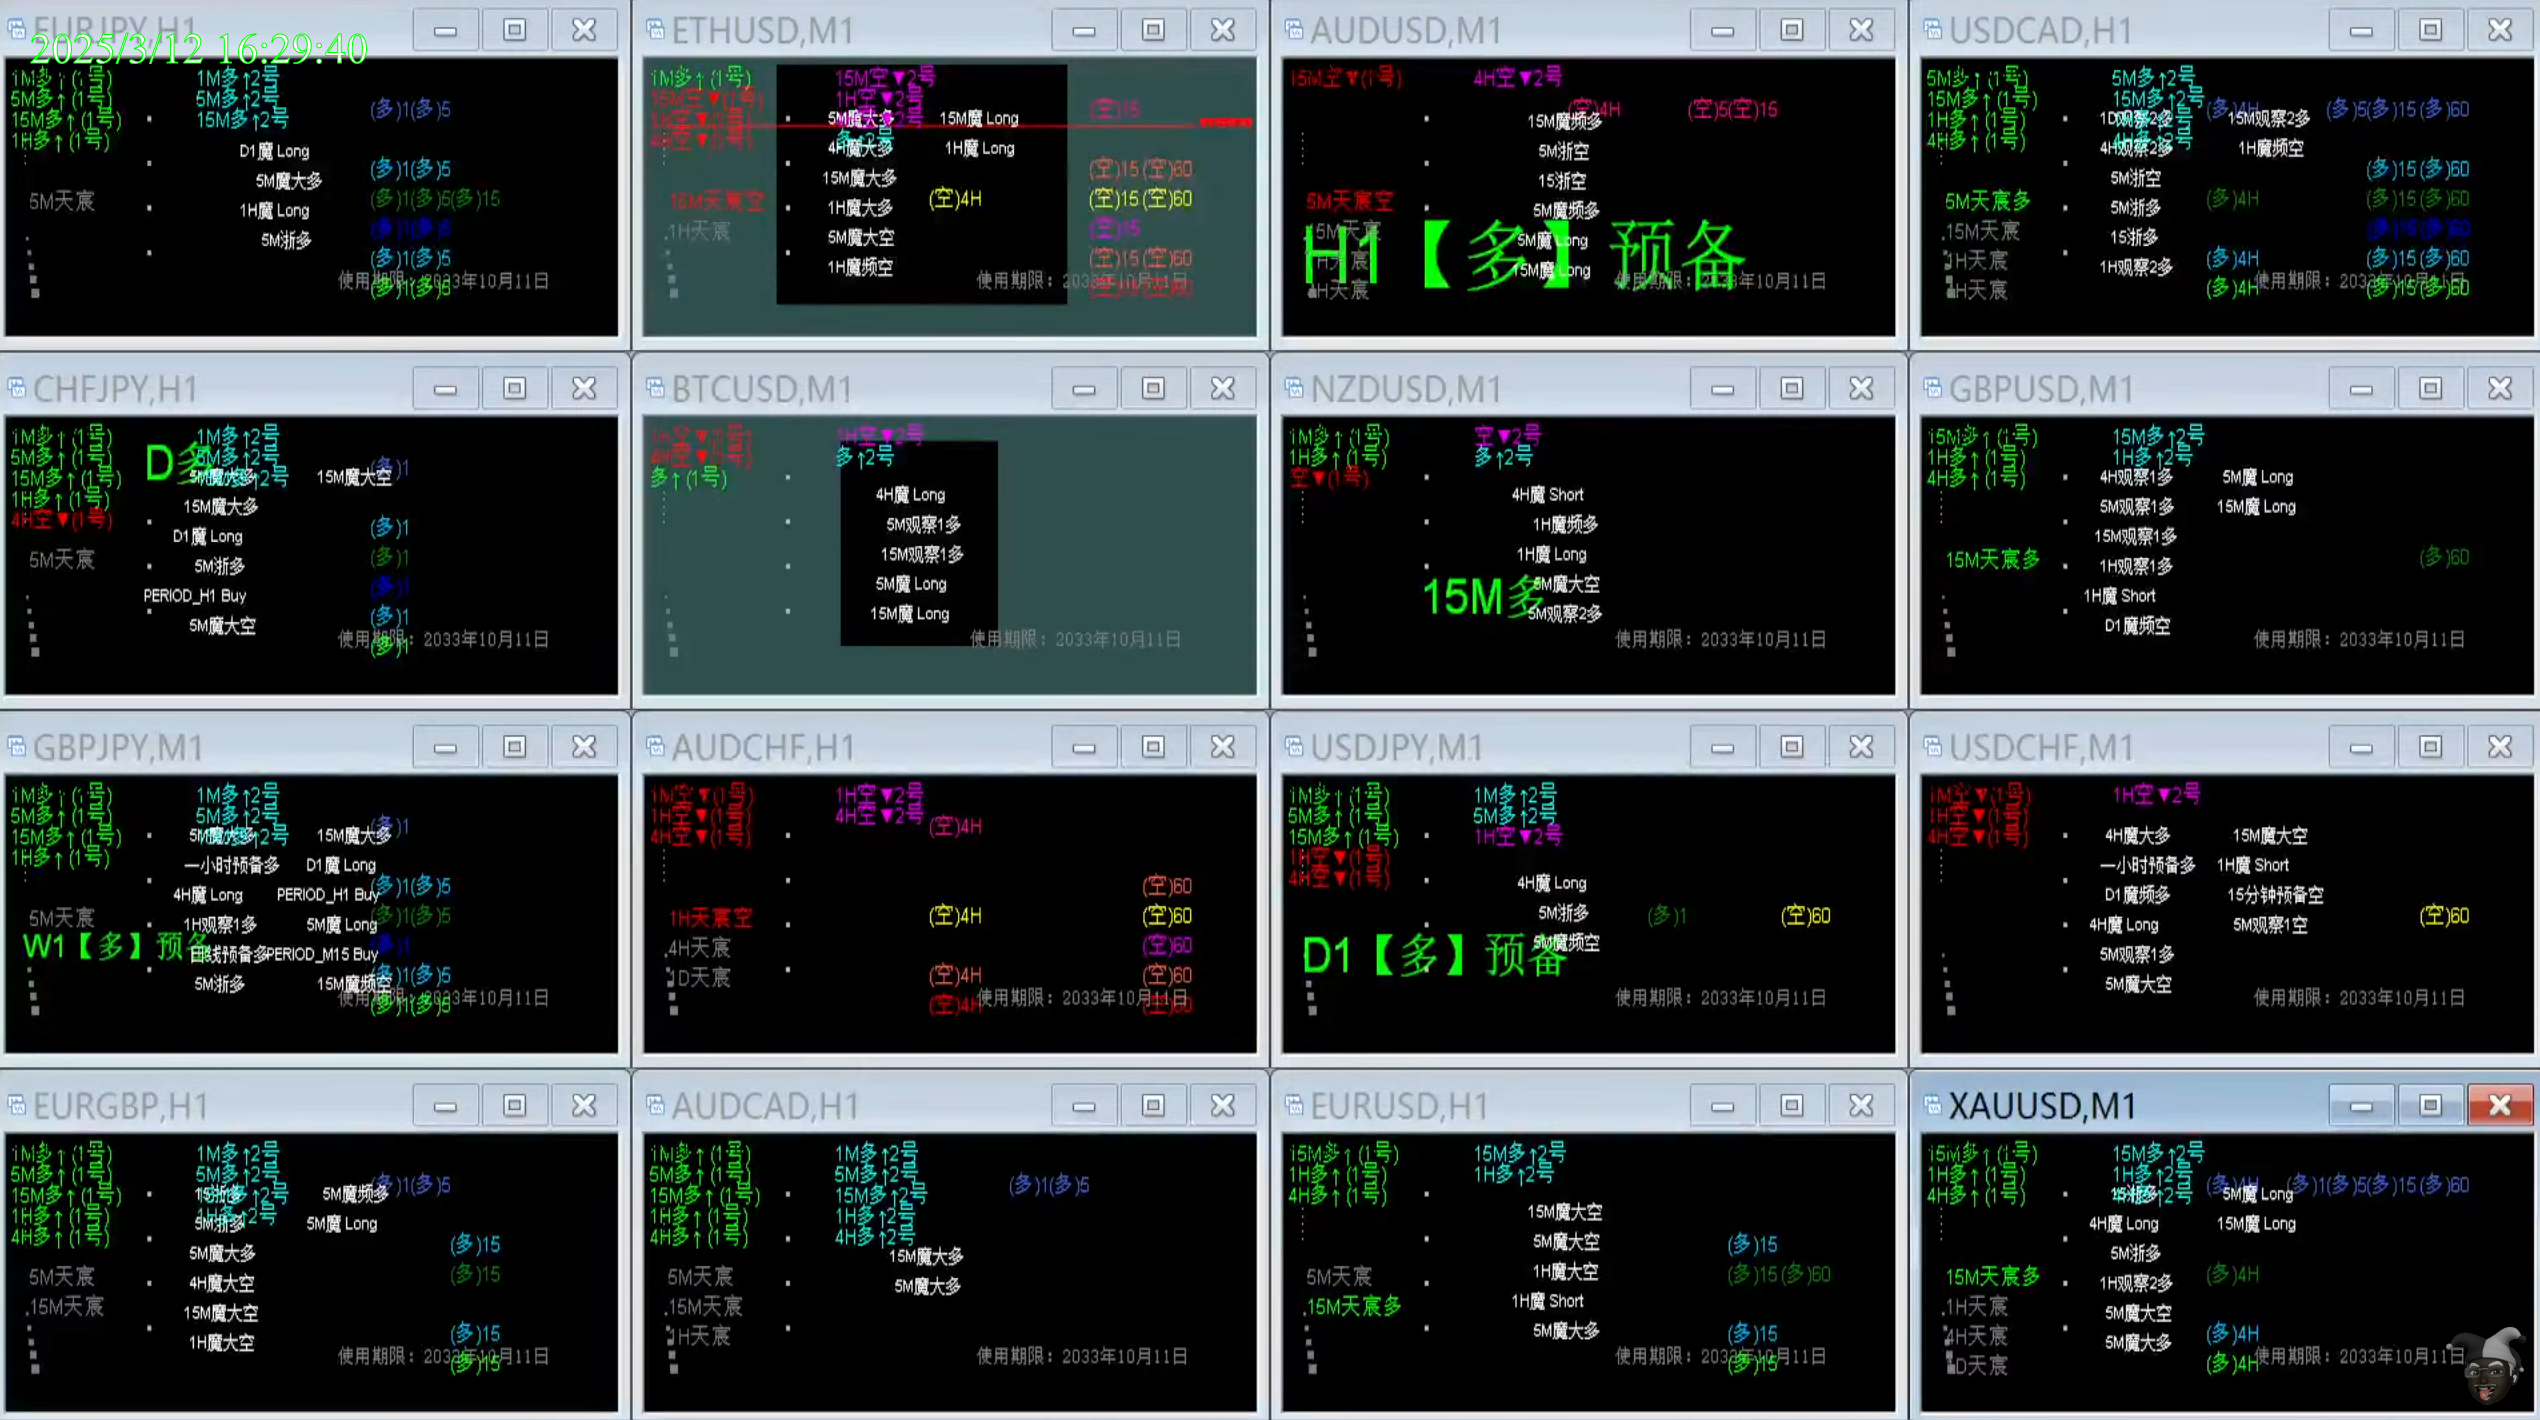 EURJPY,H1
2025/3/12 16:29:40
1M多↑(1号)
5M多↑(1号)
15M多↑(1号)
1H多↑(1号)
1M多↑2号
5M多↑2号
15M多↑2号
(多)1(多)5
D1魔 Long
5M魔大多
1H魔 Long
5M浙多
5M天宸
(多)1(多)5
(多)1(多)5(多)15
(多)1(多)5
(多)1(多)5
(多)1(多)5
使用期限：2033年10月11日
ETHUSD,M1
1M多↑(1号)
15M空▼(1号)
1H空▼(1号)
4H空▼(1号)
15M空▼2号
1H空▼2号
多↑2号
5M魔大多
15M魔 Long
4H魔大多
1H魔 Long
15M魔大多
1H魔大多
5M魔大空
1H魔频空
15M天宸空
1H天宸
(空)4H
(空)15
(空)15(空)60
(空)15(空)60
(空)15
(空)15(空)60
使用期限：2033年10月11日
AUDUSD,M1
15M空▼(1号)
4H空▼2号
(空)4H
(空)5(空)15
15M魔频多
5M浙空
15浙空
5M魔频多
5M魔 Long
15M魔 Long
5M天宸空
15M天宸
1H天宸
4H天宸
H1【多】预备
使用期限：2033年10月11日
USDCAD,H1
5M多↑(1号)
15M多↑(1号)
1H多↑(1号)
4H多↑(1号)
5M多↑2号
15M多↑2号
(多)4H
(多)5(多)15(多)60
15M观察2多
4H观察2多
1H魔频空
5M浙空
5M浙多
15浙多
1H观察2多
5M天宸多
15M天宸
1H天宸
4H天宸
(多)15(多)60
(多)4H
(多)15(多)60
(多)15(多)60
(多)4H
(多)15(多)60
(多)4H
(多)15(多)60
使用期限：2033年10月11日
CHFJPY,H1
1M多↑(1号)
5M多↑(1号)
15M多↑(1号)
1H多↑(1号)
4H空▼(1号)
D多
1M多↑2号
5M多↑2号
(多)1
5M魔大多
15M魔大空
15M魔大多
D1魔 Long
5M浙多
PERIOD_H1 Buy
5M魔大空
5M天宸
(多)1
(多)1
(多)1
(多)1
(多)1
使用期限：2033年10月11日
BTCUSD,M1
1H空▼(1号)
4H空▼(1号)
多↑(1号)
1H空▼2号
多↑2号
4H魔 Long
5M观察1多
15M观察1多
5M魔 Long
15M魔 Long
使用期限：2033年10月11日
NZDUSD,M1
1M多↑(1号)
1H多↑(1号)
空▼(1号)
空▼2号
多↑2号
4H魔 Short
1H魔频多
1H魔 Long
5M魔大空
5M观察2多
15M多
使用期限：2033年10月11日
GBPUSD,M1
15M多↑(1号)
1H多↑(1号)
4H多↑(1号)
15M多↑2号
1H多↑2号
4H观察1多
5M魔 Long
5M观察1多
15M魔 Long
15M观察1多
1H观察1多
1H魔 Short
D1魔频空
15M天宸多
(多)60
使用期限：2033年10月11日
GBPJPY,M1
1M多↑(1号)
5M多↑(1号)
15M多↑(1号)
1H多↑(1号)
1M多↑2号
5M多↑2号
(多)1
5M魔大多
15M魔大多
一小时预备多
D1魔 Long
4H魔 Long
PERIOD_H1 Buy
1H观察1多
5M魔 Long
日线预备多
PERIOD_M15 Buy
5M浙多
15M魔频空
5M天宸
W1【多】预备
(多)1(多)5
(多)1(多)5
(多)1
(多)1(多)5
(多)1(多)5
使用期限：2033年10月11日
AUDCHF,H1
1M空▼(1号)
1H空▼(1号)
4H空▼(1号)
1H空▼2号
4H空▼2号
(空)4H
1H天宸空
4H天宸
1D天宸
(空)60
(空)4H
(空)60
(空)60
(空)4H
(空)60
(空)4H
(空)60
使用期限：2033年10月11日
USDJPY,M1
1M多↑(1号)
5M多↑(1号)
15M多↑(1号)
1H空▼(1号)
4H空▼(1号)
1M多↑2号
5M多↑2号
1H空▼2号
4H魔 Long
5M浙多
5M魔频空
D1【多】预备
(多)1
(空)60
使用期限：2033年10月11日
USDCHF,M1
1M空▼(1号)
1H空▼(1号)
4H空▼(1号)
1H空▼2号
4H魔大多
15M魔大空
一小时预备多
1H魔 Short
D1魔频多
15分钟预备空
4H魔 Long
5M观察1空
5M观察2多
5M魔大空
(空)60
使用期限：2033年10月11日
EURGBP,H1
1M多↑(1号)
5M多↑(1号)
15M多↑(1号)
1H多↑(1号)
4H多↑(1号)
1M多↑2号
5M多↑2号
(多)1(多)5
15浙多
5M魔频多
5M浙多
5M魔 Long
5M魔大多
4H魔大空
15M魔大空
1H魔大空
5M天宸
15M天宸
(多)15
(多)15
(多)15
(多)15
使用期限：2033年10月11日
AUDCAD,H1
1M多↑(1号)
5M多↑(1号)
15M多↑(1号)
1H多↑(1号)
4H多↑(1号)
1M多↑2号
5M多↑2号
15M多↑2号
1H多↑2号
4H多↑2号
(多)1(多)5
15M魔大多
5M魔大多
5M天宸
15M天宸
1H天宸
使用期限：2033年10月11日
EURUSD,H1
15M多↑(1号)
1H多↑(1号)
4H多↑(1号)
15M多↑2号
1H多↑2号
15M魔大空
5M魔大空
1H魔大空
1H魔 Short
5M魔大多
5M天宸
15M天宸多
(多)15
(多)15(多)60
(多)15
(多)15
使用期限：2033年10月11日
XAUUSD,M1
15M多↑(1号)
1H多↑(1号)
4H多↑(1号)
15M多↑2号
1H多↑2号
4H多↑2号
(多)4H
(多)1(多)5(多)15(多)60
15浙多
5M魔 Long
4H魔 Long
15M魔 Long
5M浙多
1H观察2多
5M魔大空
5M魔大多
15M天宸多
1H天宸
4H天宸
1D天宸
(多)4H
(多)4H
(多)4H
使用期限：2033年10月11日